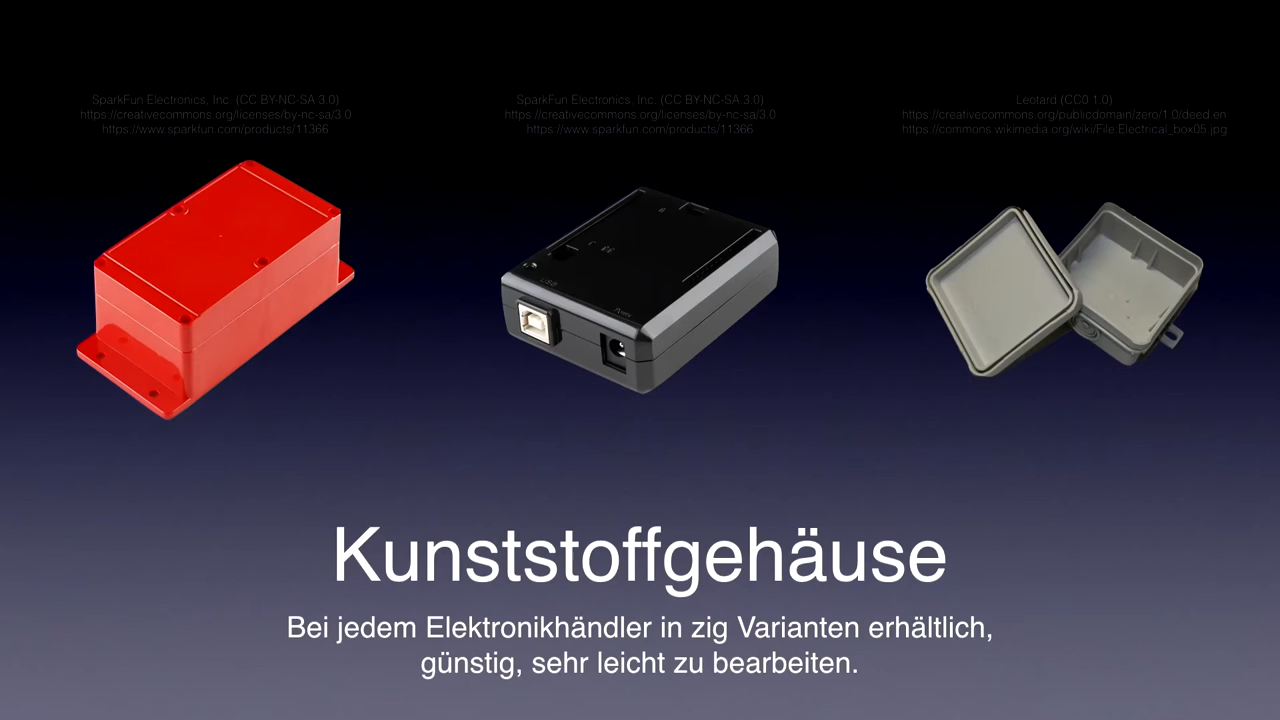 SparkFun Electronics, Inc. (CC BY-NC-SA 3.0)
https://creativecommons.org/licenses/by-nc-sa/3.0
https://www.sparkfun.com/products/11366
SparkFun Electronics, Inc. (CC BY-NC-SA 3.0)
https://creativecommons.org/licenses/by-nc-sa/3.0
https://www.sparkfun.com/products/11366
Leotard (CC0 1.0)
https://creativecommons.org/publicdomain/zero/1.0/deed.en
https://commons.wikimedia.org/wiki/File:Electrical_box05.jpg
USB
Kunststoffgehäuse
Bei jedem Elektronikhändler in zig Varianten erhältlich,
günstig, sehr leicht zu bearbeiten.